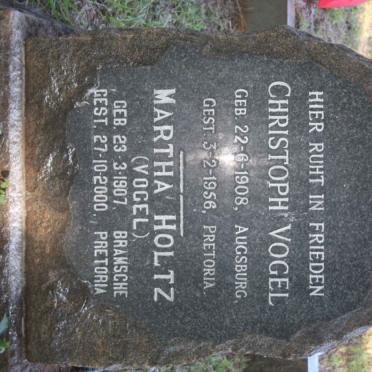 HIER RUHT IN FRIEDEN
CHRISTOPH VOGEL
GEB. 22-6-1908, AUGSBURG
GEST. 3-2-1956, PRETORIA.
MARTHA HOLTZ
(VOGEL)
GEB. 23.3.1907. BRAMSCHE
GEST. 27-10-2000., PRETORIA